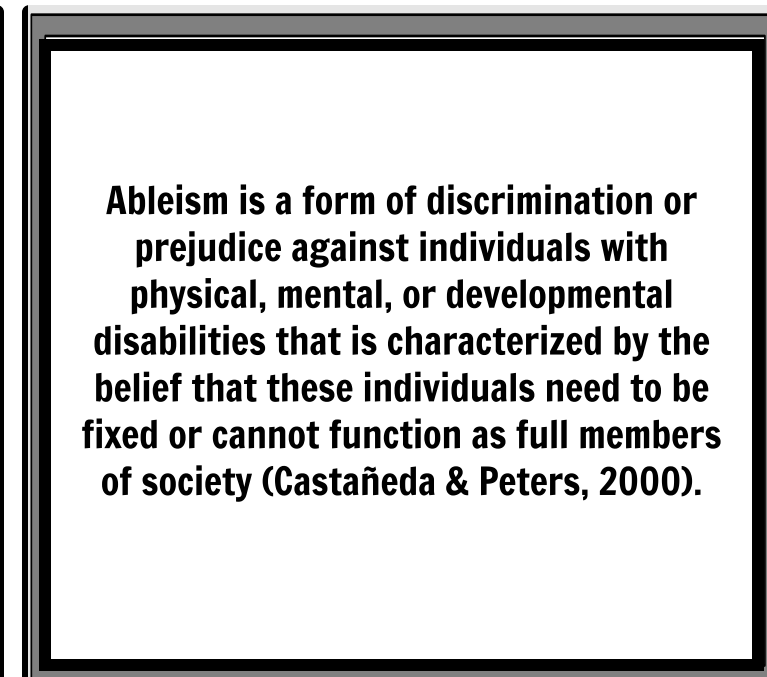 Ableism is a form of discrimination or
prejudice against individuals with
physical, mental, or developmental
disabilities that is characterized by the
belief that these individuals need to be
fixed or cannot function as full members
of society (Castañeda & Peters, 2000).